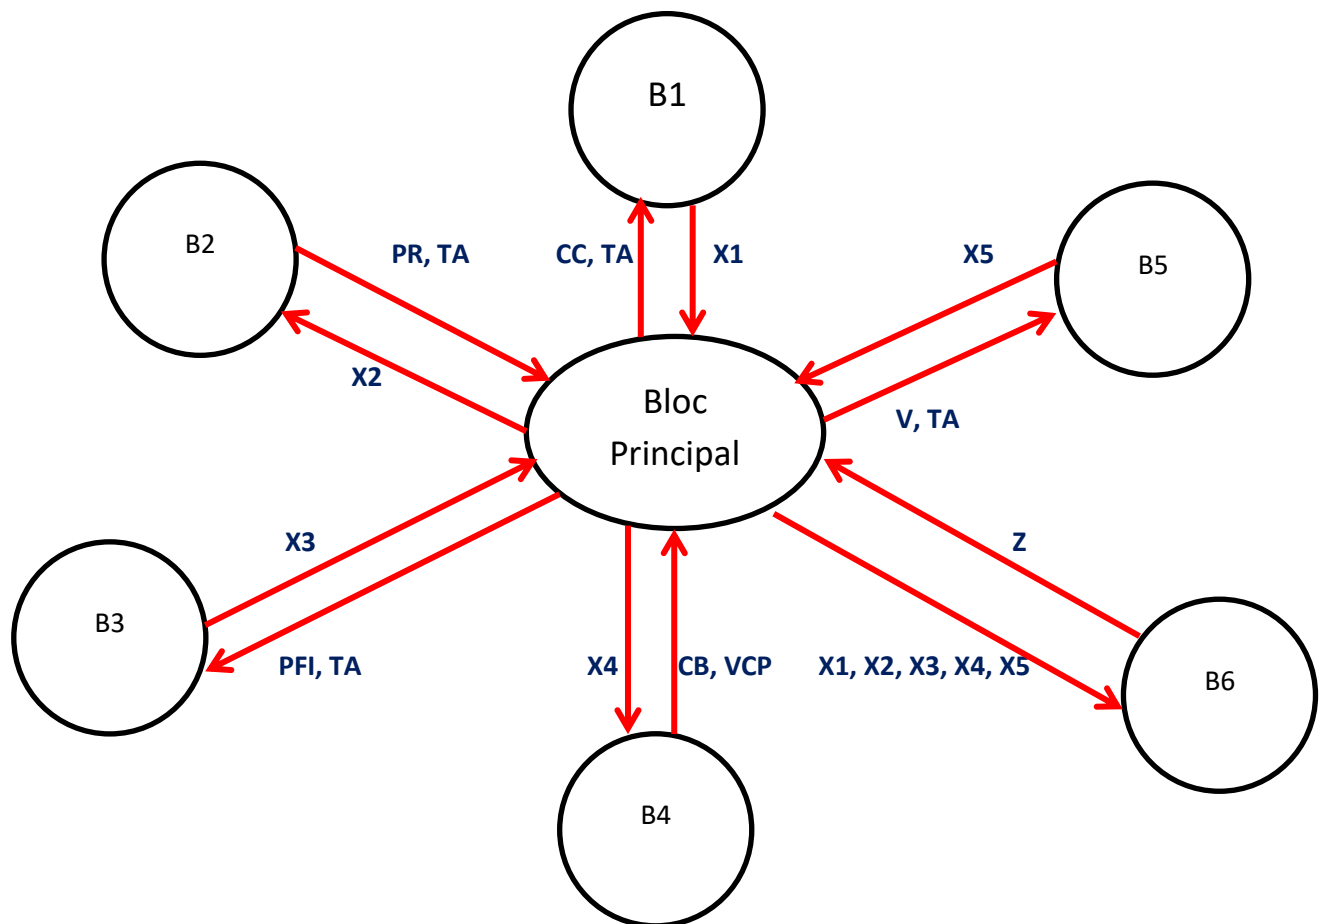 B1
B2
PR, TA
CC, TA
X1
X5
B5
X2
Bloc
Principal
V, TA
X3
Z
B3
PFI, TA
X4
CB, VCP
X1, X2, X3, X4, X5
B6
B4